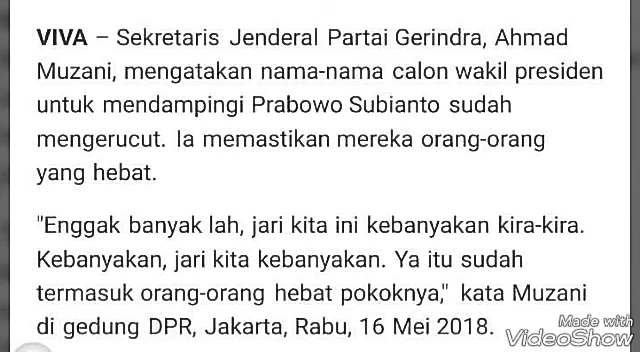 VIVA – Sekretaris Jenderal Partai Gerindra, Ahmad
Muzani, mengatakan nama-nama calon wakil presiden
untuk mendampingi Prabowo Subianto sudah
mengerucut. Ia memastikan mereka orang-orang
yang hebat.
"Enggak banyak lah, jari kita ini kebanyakan kira-kira.
Kebanyakan, jari kita kebanyakan. Ya itu sudah
termasuk orang-orang hebat pokoknya," kata Muzani
di gedung DPR, Jakarta, Rabu, 16 Mei 2018.
Made with
VideoShow